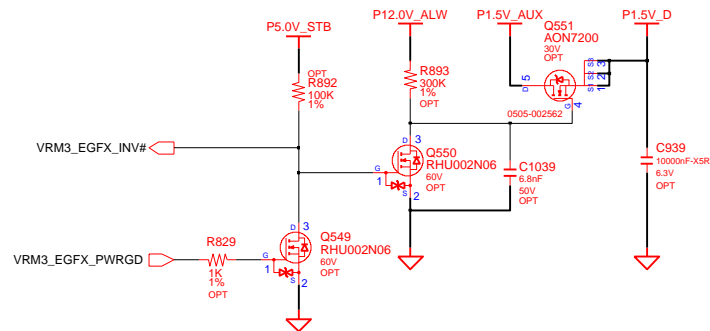 P12.0V_ALW
P1.5V_AUX
Q551
AON7200
30V
OPT
P1.5V_D
P5.0V_STB
OPT
R892
100K
1%
R893
300K
1%
OPT
5
D
S3
3
S2
2
S1
1
G
4
0505-002562
VRM3_EGFX_INV#
D
3
Q550
RHU002N06
60V
OPT
G
1
S
2
C1039
6.8nF
50V
OPT
C939
10000nF-X5R
6.3V
OPT
VRM3_EGFX_PWRGD
R829
1K
1%
OPT
D
3
Q549
RHU002N06
60V
OPT
G
1
S
2